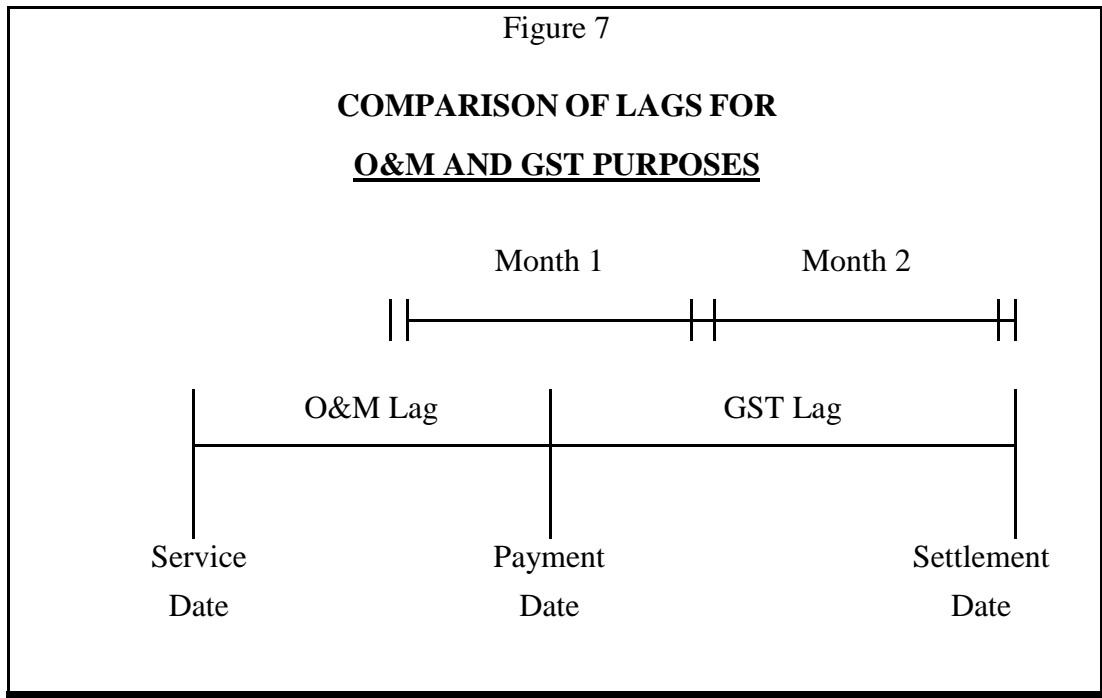 Figure 7
COMPARISON OF LAGS FOR
O&M AND GST PURPOSES
Month 1 Month 2
O&M Lag GST Lag
Service Payment Settlement
Date Date Date